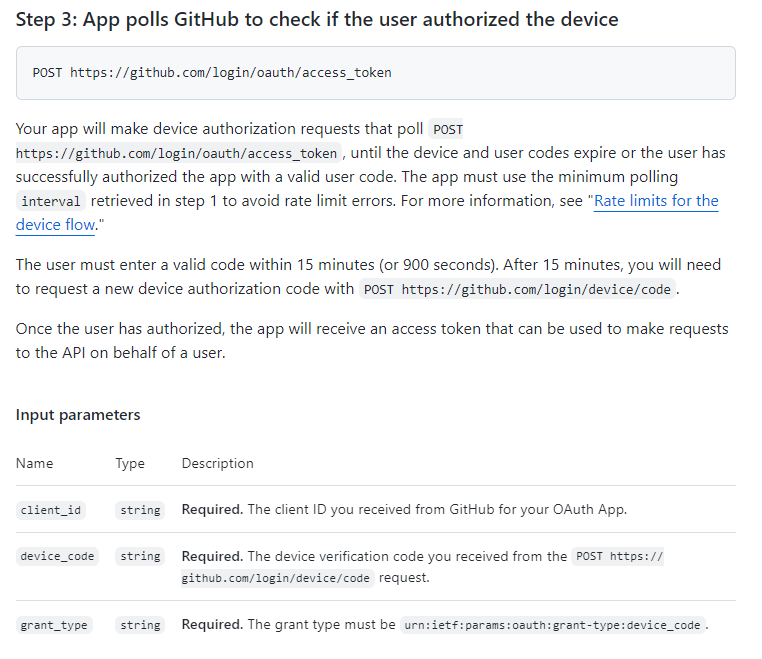 Step 3: App polls GitHub to check if the user authorized the device
POST https://github.com/login/oauth/access_token
Your app will make device authorization requests that poll POST
https://github.com/login/oauth/access_token , until the device and user codes expire or the user has
successfully authorized the app with a valid user code. The app must use the minimum polling
interval retrieved in step 1 to avoid rate limit errors. For more information, see "Rate limits for the
device flow."
The user must enter a valid code within 15 minutes (or 900 seconds). After 15 minutes, you will need
to request a new device authorization code with POST https://github.com/login/device/code .
Once the user has authorized, the app will receive an access token that can be used to make requests
to the API on behalf of a user.
Input parameters
Name Type Description
client_id string Required. The client ID you received from GitHub for your OAuth App.
device_code string Required. The device verification code you received from the POST https://
github.com/login/device/code request.
grant_type string Required. The grant type must be urn:ietf:params:oauth:grant-type:device_code .